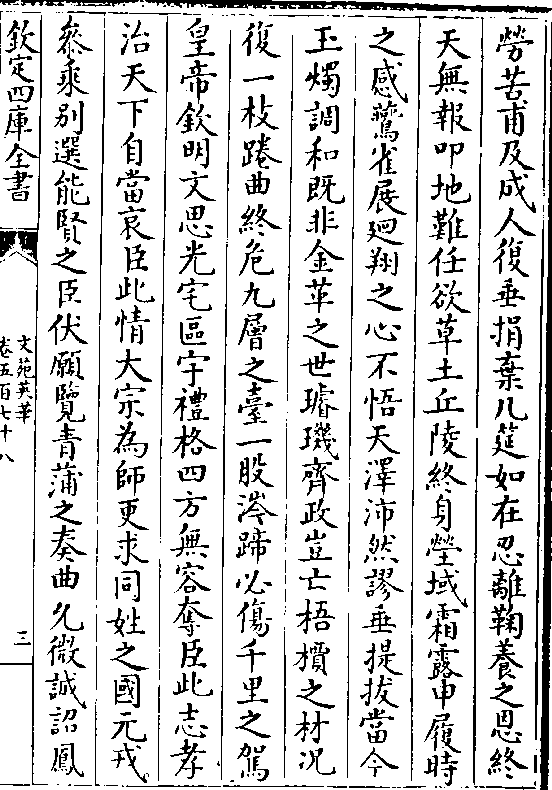 勞苦甫及成人復垂捐棄几筵如在忍離鞠養之恩終
天無報叩地難任欲草土丘陵終身塋域霜露中履時
之感鶯雀展廻翔之心不悟天澤沛然謬垂提拔當今
玉燭調和既非金革之世璿璣齊政豈亡梧檟之材况
復一枝踡曲終危九層之臺一股涔蹄必傷千里之駕
皇帝欽明文思光宅區宇禮格四方無容奪臣此志孝
治天下自當哀臣此情大宗為師更求同姓之國元戎
叅乘别選能賢之臣伏願覽青蒲之奏曲允微誠詔鳳
欽定四庫全書
文苑英華
卷五百七十八
三